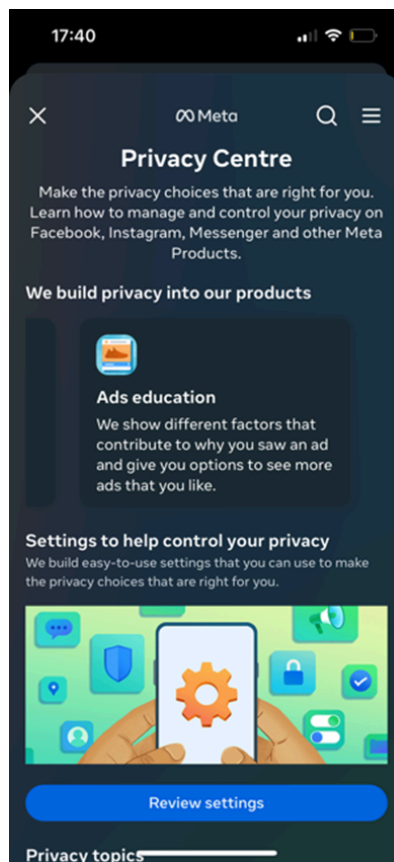 17:40
Meta
Privacy Centre
Make the privacy choices that are right for you.
Learn how to manage and control your privacy on
Facebook, Instagram, Messenger and other Meta
Products.
We build privacy into our products
Ads education
We show different factors that
contribute to why you saw an ad
and give you options to see more
ads that you like.
Settings to help control your privacy
We build easy-to-use settings that you can use to make
the privacy choices that are right for you.
Review settings
Privacy topics